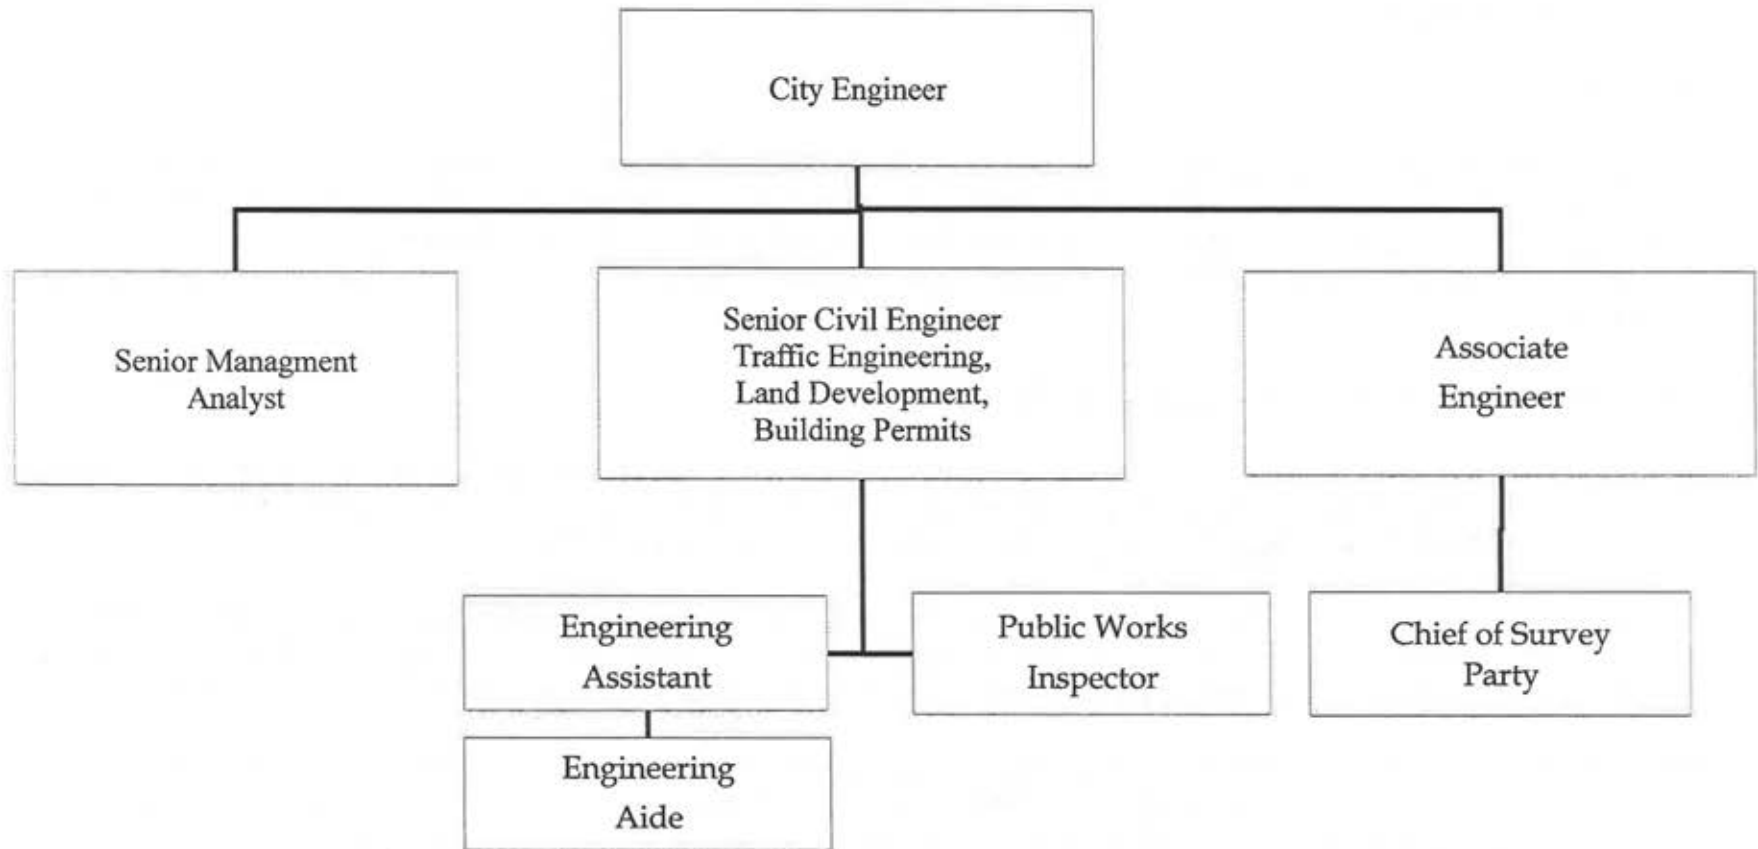 City Engineer
Senior Managment
Analyst
Senior Civil Engineer
Traffic Engineering,
Land Development,
Building Permits
Associate
Engineer
Engineering
Assistant
Public Works
Inspector
Chief of Survey
Party
Engineering
Aide